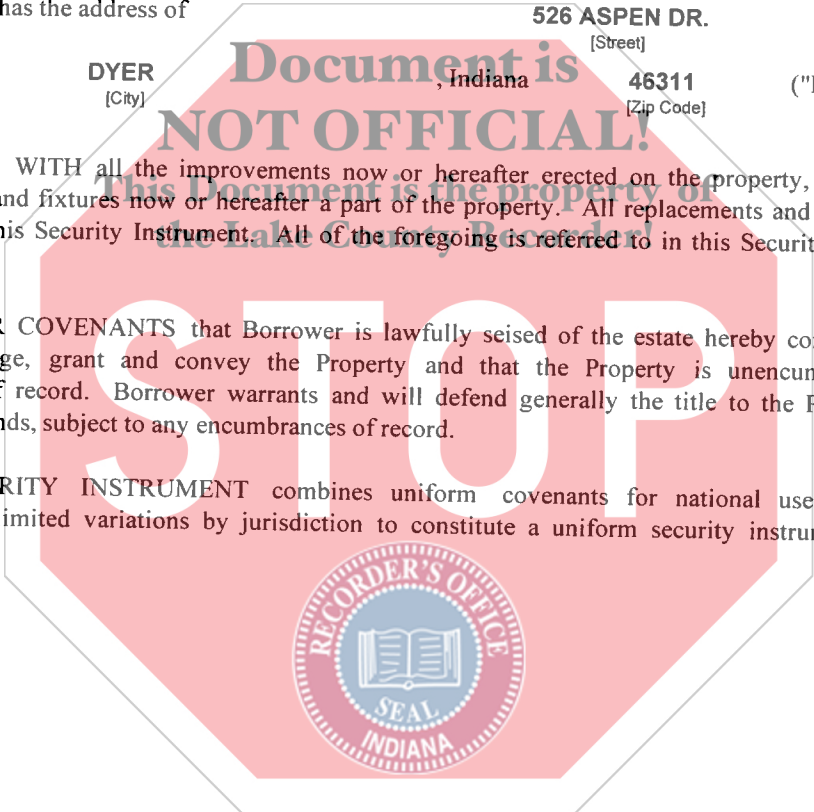 has the address of
526 ASPEN DR.
[Street]
DYER , Indiana 46311 ("
[City] [Zip Code]
Document is
NOT OFFICIAL!
This Document is the property of
the Lake County Recorder!
WITH all the improvements now or hereafter erected on the property,
and fixtures now or hereafter a part of the property. All replacements and
his Security Instrument. All of the foregoing is referred to in this Securit
R COVENANTS that Borrower is lawfully seised of the estate hereby co
ge, grant and convey the Property and that the Property is unencum
f record. Borrower warrants and will defend generally the title to the P
nds, subject to any encumbrances of record.
RITY INSTRUMENT combines uniform covenants for national use
imited variations by jurisdiction to constitute a uniform security instru
STOP
RECORDER'S OFFICE
SEAL
INDIANA